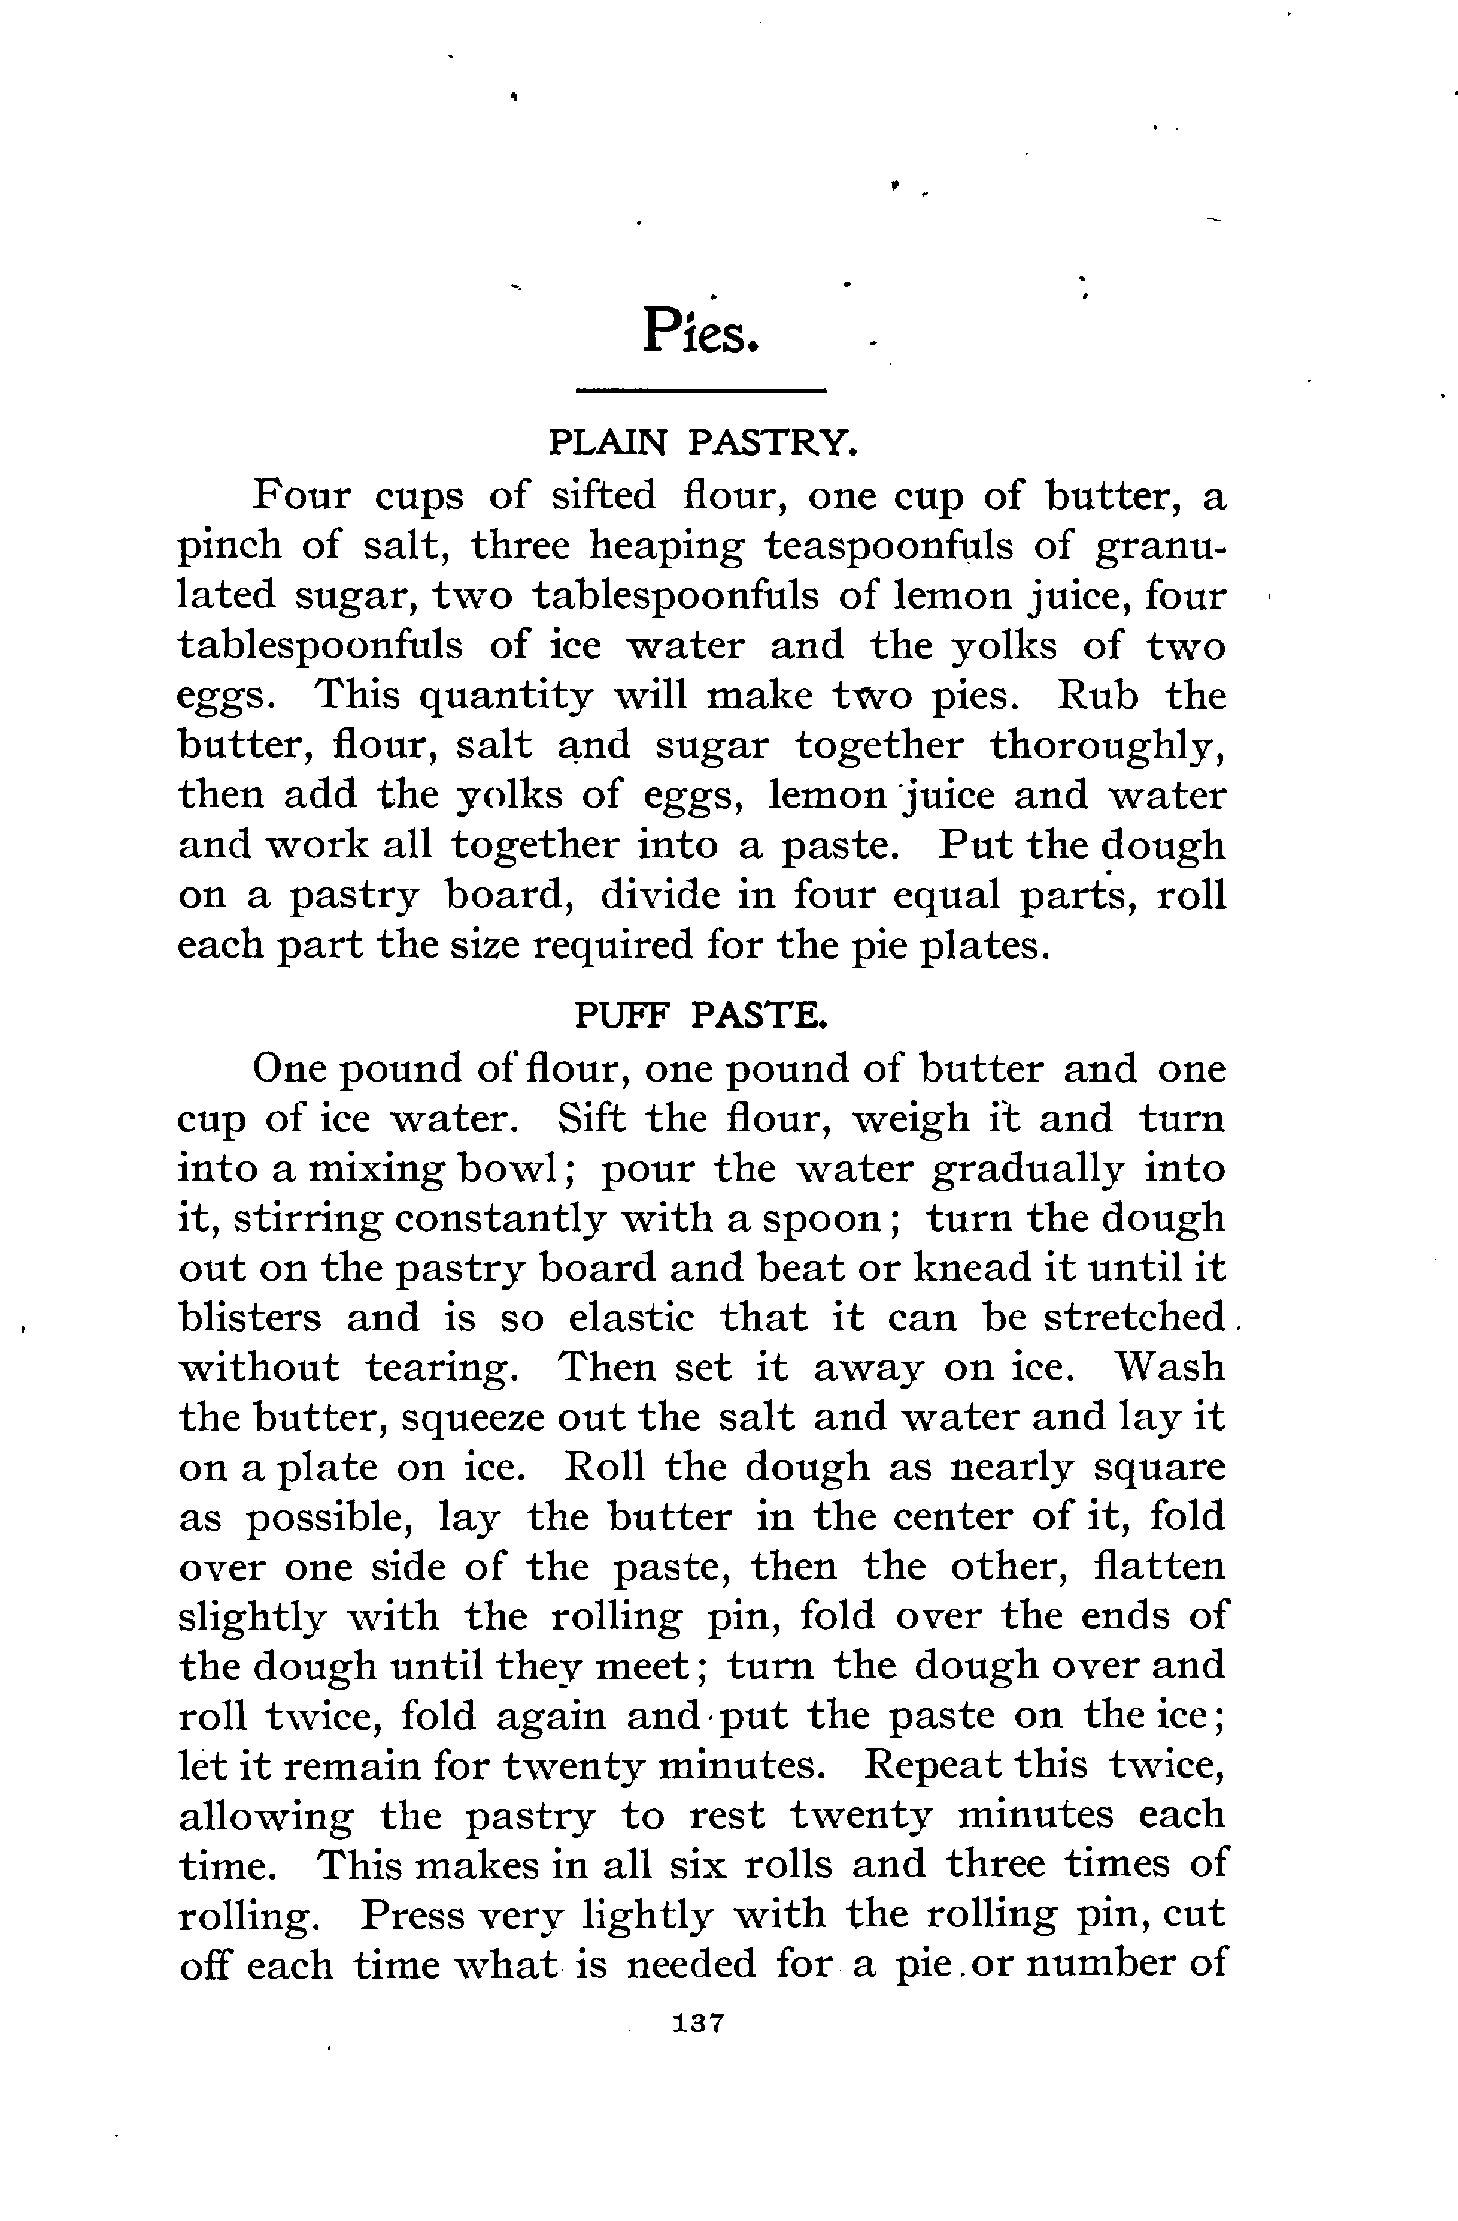 Pies.
PLAIN PASTRY.
Four cups of sifted flour, one cup of butter, a
pinch of salt, three heaping teaspoonfuls of granu-
lated sugar, two tablespoonfuls of lemon juice, four
tablespoonfuls of ice water and the yolks of two
eggs. This quantity will make two pies. Rub the
butter, flour, salt and sugar together thoroughly,
then add the yolks of eggs, lemon juice and water
and work all together into a paste. Put the dough
on a pastry board, divide in four equal parts, roll
each part the size required for the pie plates.
PUFF PASTE.
One pound of flour, one pound of butter and one
cup of ice water. Sift the flour, weigh it and turn
into a mixing bowl; pour the water gradually into
it, stirring constantly with a spoon; turn the dough
out on the pastry board and beat or knead it until it
blisters and is so elastic that it can be stretched
without tearing. Then set it away on ice. Wash
the butter, squeeze out the salt and water and lay it
on a plate on ice. Roll the dough as nearly square
as possible, lay the butter in the center of it, fold
over one side of the paste, then the other, flatten
slightly with the rolling pin, fold over the ends of
the dough until they meet; turn the dough over and
roll twice, fold again and put the paste on the ice;
let it remain for twenty minutes. Repeat this twice,
allowing the pastry to rest twenty minutes each
time. This makes in all six rolls and three times of
rolling. Press very lightly with the rolling pin, cut
off each time what is needed for a pie or number of
137